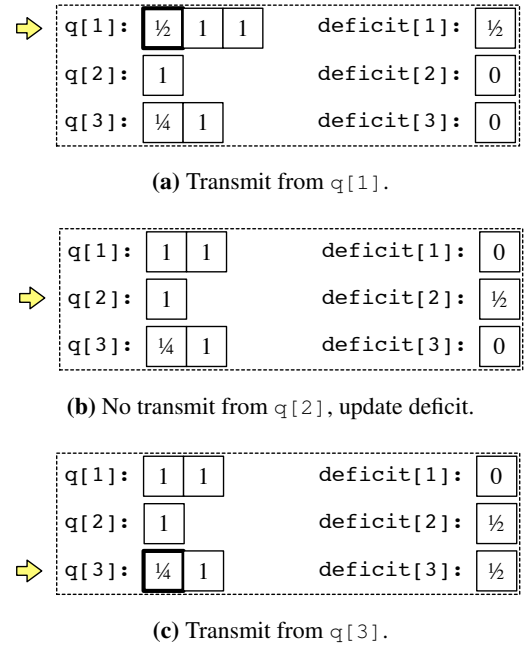 q[1]: ½ 1 1 deficit[1]: ½
q[2]: 1 deficit[2]: 0
q[3]: ¼ 1 deficit[3]: 0
(a) Transmit from q[1].
q[1]: 1 1 deficit[1]: 0
q[2]: 1 deficit[2]: ½
q[3]: ¼ 1 deficit[3]: 0
(b) No transmit from q[2], update deficit.
q[1]: 1 1 deficit[1]: 0
q[2]: 1 deficit[2]: ½
q[3]: ¼ 1 deficit[3]: ½
(c) Transmit from q[3].